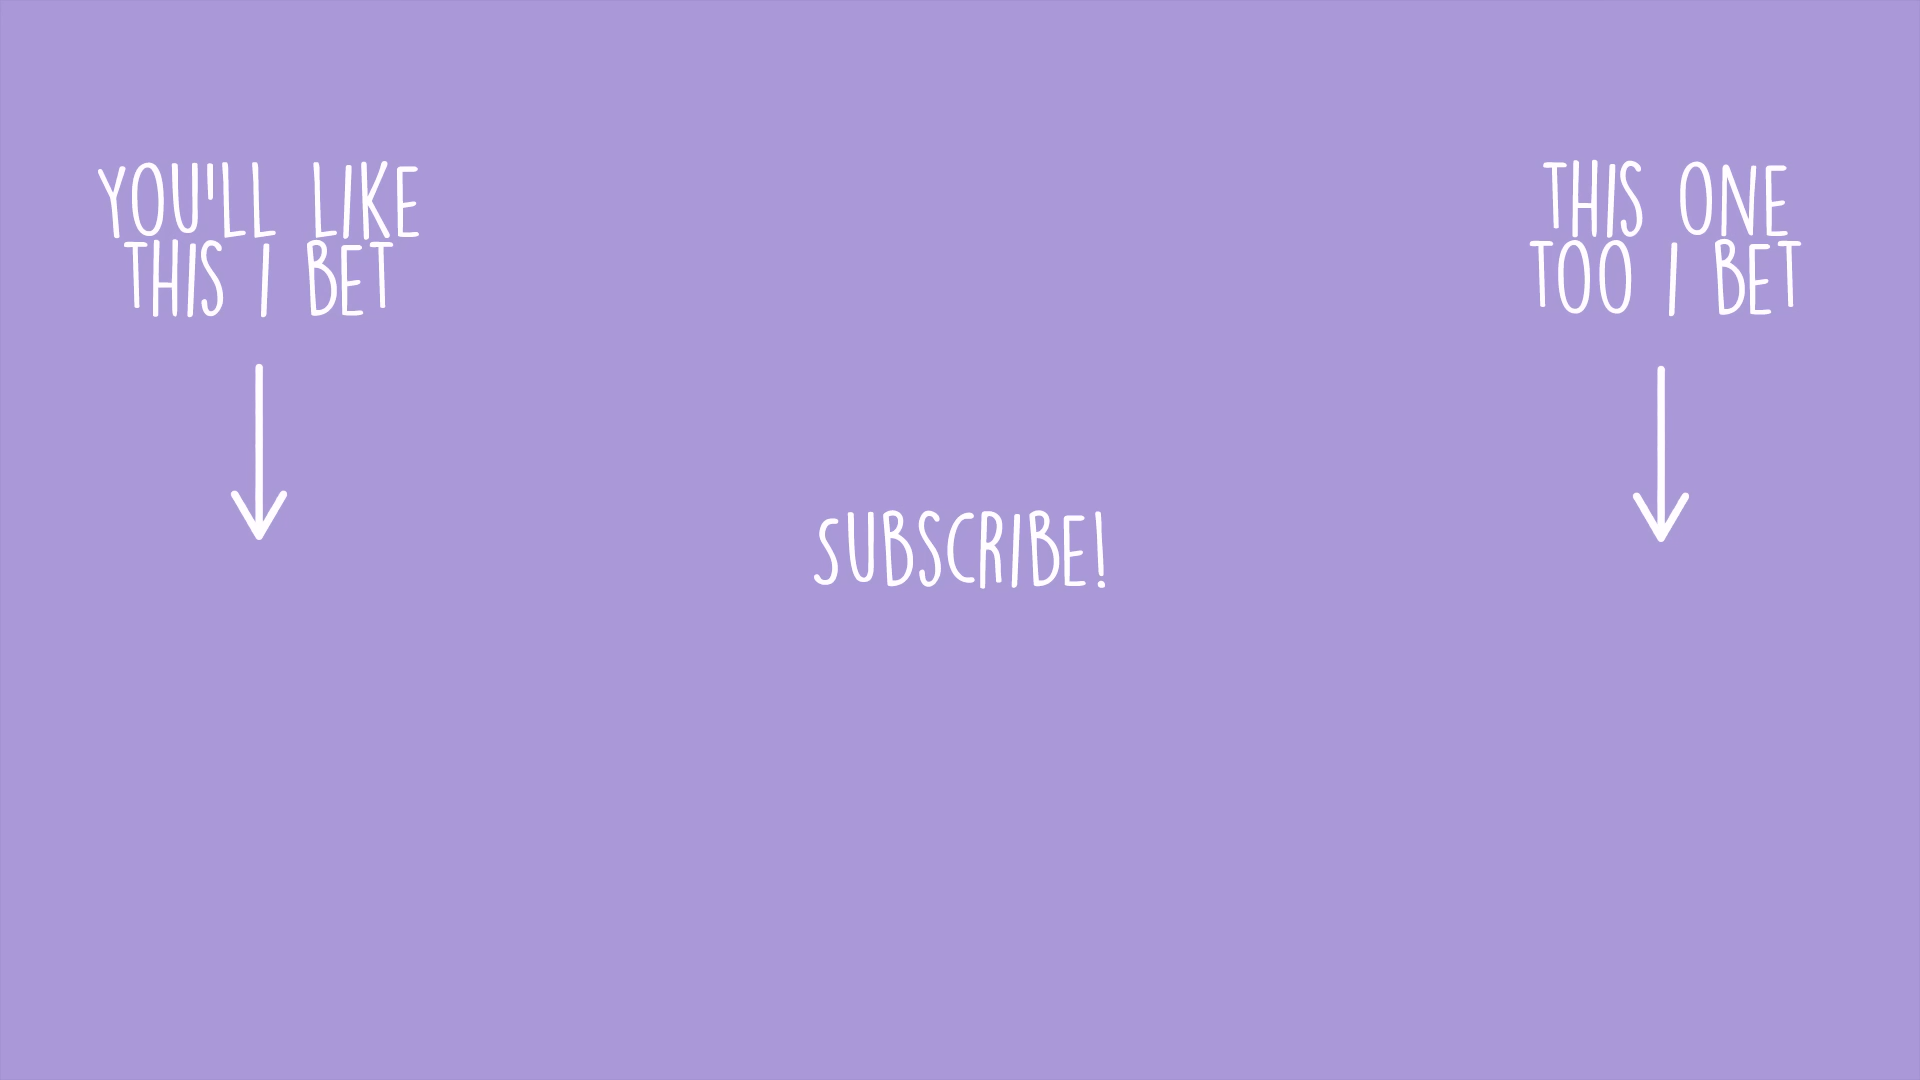 YOU'LL LIKE
THIS I BET
THIS ONE
TOO I BET
SUBSCRIBE!